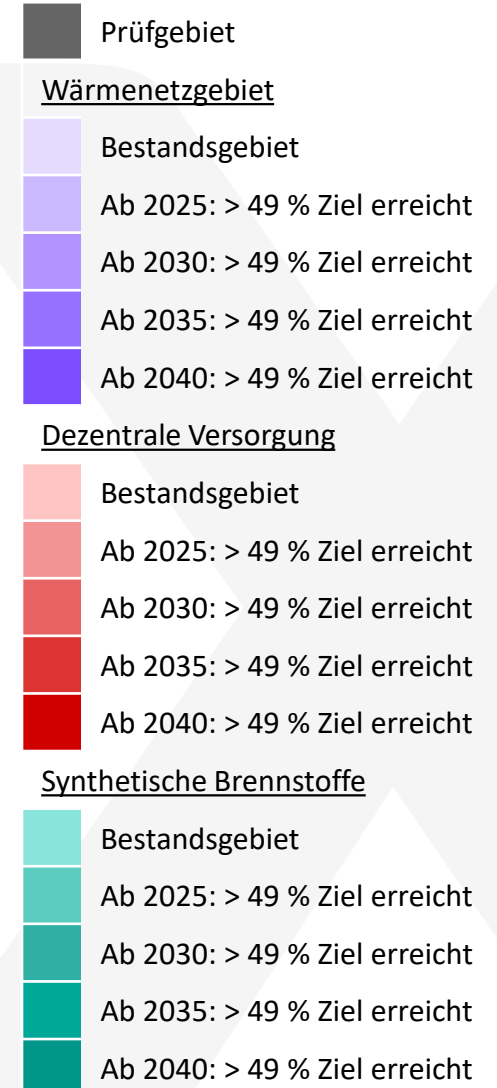 Prüfgebiet
Wärmenetzgebiet
Bestandsgebiet
Ab 2025: > 49 % Ziel erreicht
Ab 2030: > 49 % Ziel erreicht
Ab 2035: > 49 % Ziel erreicht
Ab 2040: > 49 % Ziel erreicht
Dezentrale Versorgung
Bestandsgebiet
Ab 2025: > 49 % Ziel erreicht
Ab 2030: > 49 % Ziel erreicht
Ab 2035: > 49 % Ziel erreicht
Ab 2040: > 49 % Ziel erreicht
Synthetische Brennstoffe
Bestandsgebiet
Ab 2025: > 49 % Ziel erreicht
Ab 2030: > 49 % Ziel erreicht
Ab 2035: > 49 % Ziel erreicht
Ab 2040: > 49 % Ziel erreicht